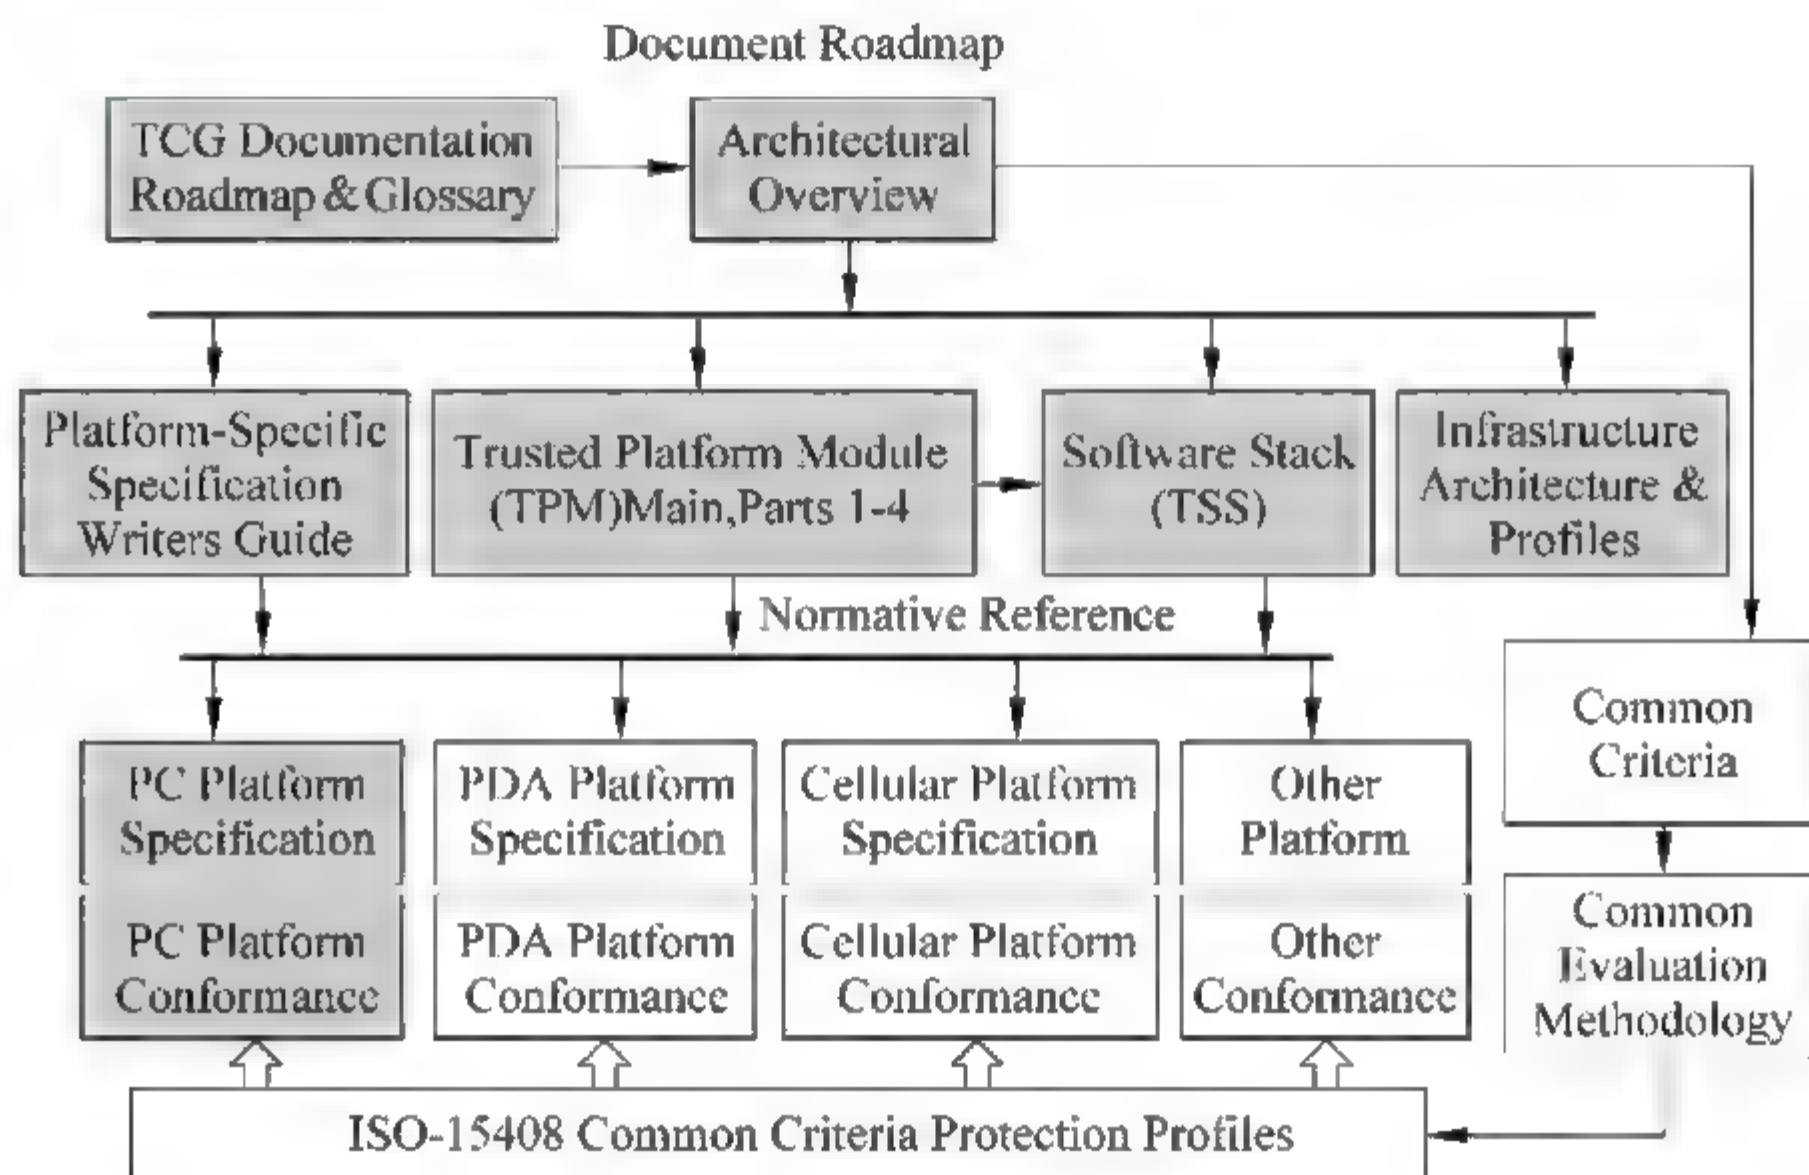 Document Roadmap
TCG Documentation
Roadmap & Glossary
Architectural
Overview
Platform-Specific
Specification
Writers Guide
Trusted Platform Module
(TPM)Main,Parts 1-4
Software Stack
(TSS)
Infrastructure
Architecture &
Profiles
Normative Reference
PC Platform
Specification
PC Platform
Conformance
PDA Platform
Specification
PDA Platform
Conformance
Cellular Platform
Specification
Cellular Platform
Conformance
Other
Platform
Other
Conformance
Common
Criteria
Common
Evaluation
Methodology
ISO-15408 Common Criteria Protection Profiles